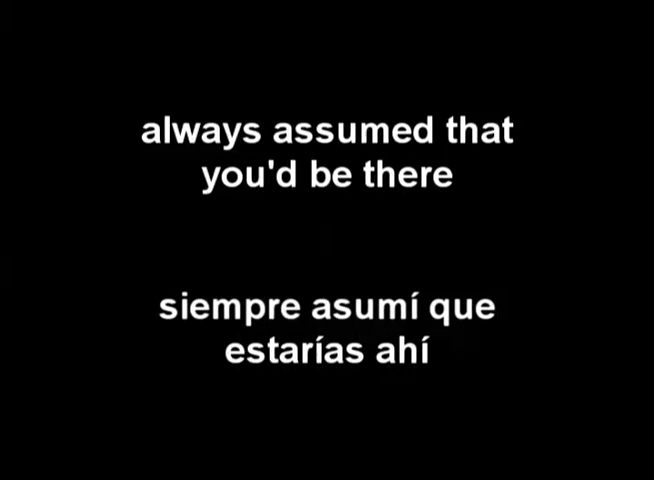 always assumed that
you'd be there
siempre asumí que
estarías ahí